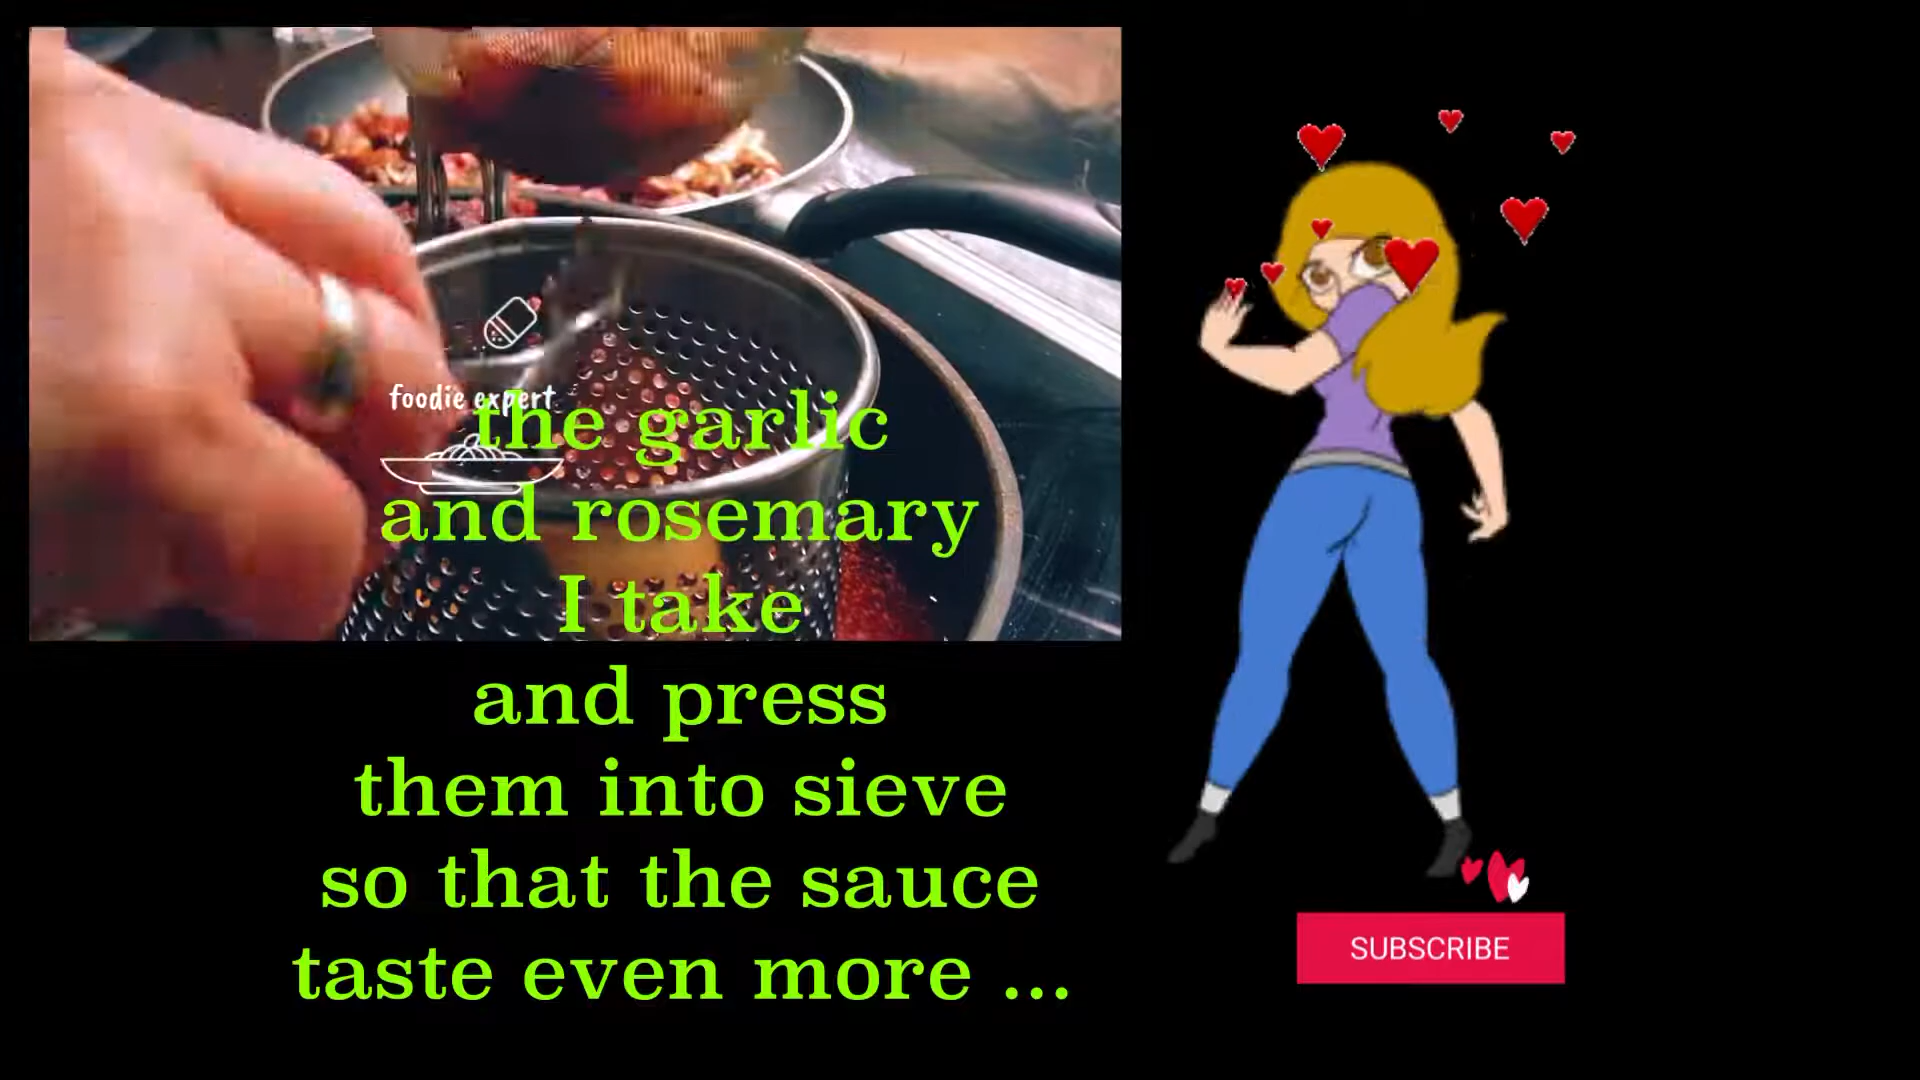 foodie expert
the garlic
and rosemary
I take
and press
them into sieve
so that the sauce
taste even more ...
SUBSCRIBE